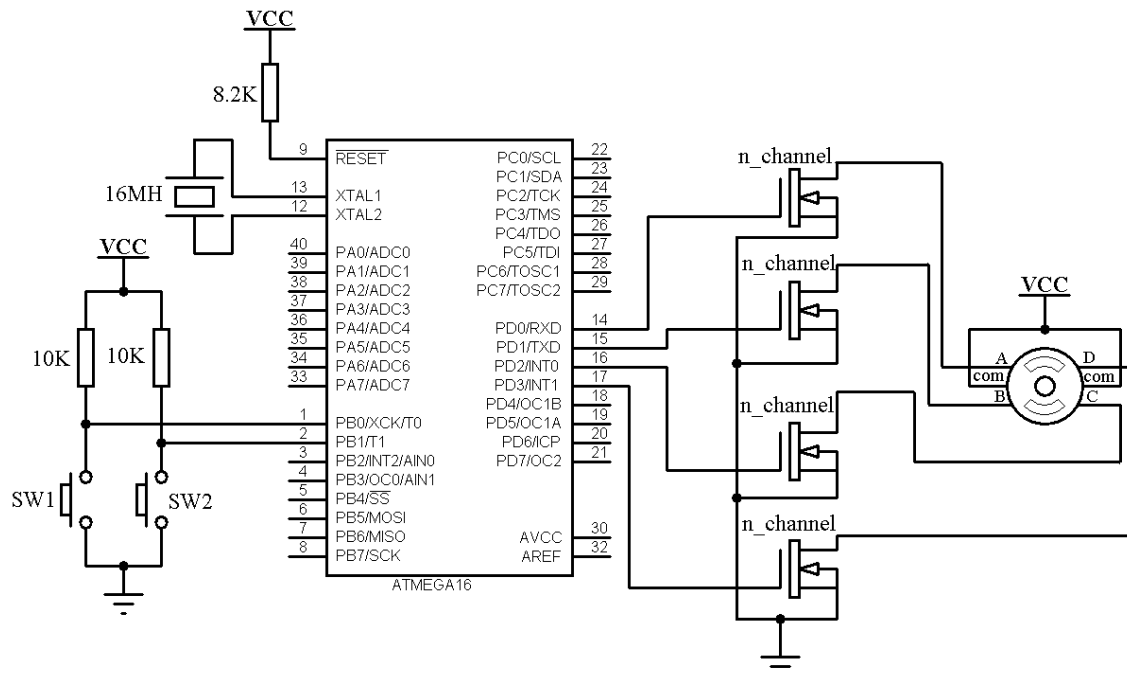 VCC
8.2K
16MH
VCC
10K
10K
SW1
SW2
9
RESET
13
XTAL1
12
XTAL2
40
PA0/ADC0
39
PA1/ADC1
38
PA2/ADC2
37
PA3/ADC3
36
PA4/ADC4
35
PA5/ADC5
34
PA6/ADC6
33
PA7/ADC7
1
PB0/XCK/T0
2
PB1/T1
3
PB2/INT2/AIN0
4
PB3/OC0/AIN1
5
PB4/SS
6
PB5/MOSI
7
PB6/MISO
8
PB7/SCK
PC0/SCL
22
PC1/SDA
23
PC2/TCK
24
PC3/TMS
25
PC4/TDO
26
PC5/TDI
27
PC6/TOSC1
28
PC7/TOSC2
29
PD0/RXD
14
PD1/TXD
15
PD2/INT0
16
PD3/INT1
17
PD4/OC1B
18
PD5/OC1A
19
PD6/ICP
20
PD7/OC2
21
AVCC
30
AREF
32
ATMEGA16
n_channel
n_channel
n_channel
n_channel
VCC
A
D
com
com
B
C